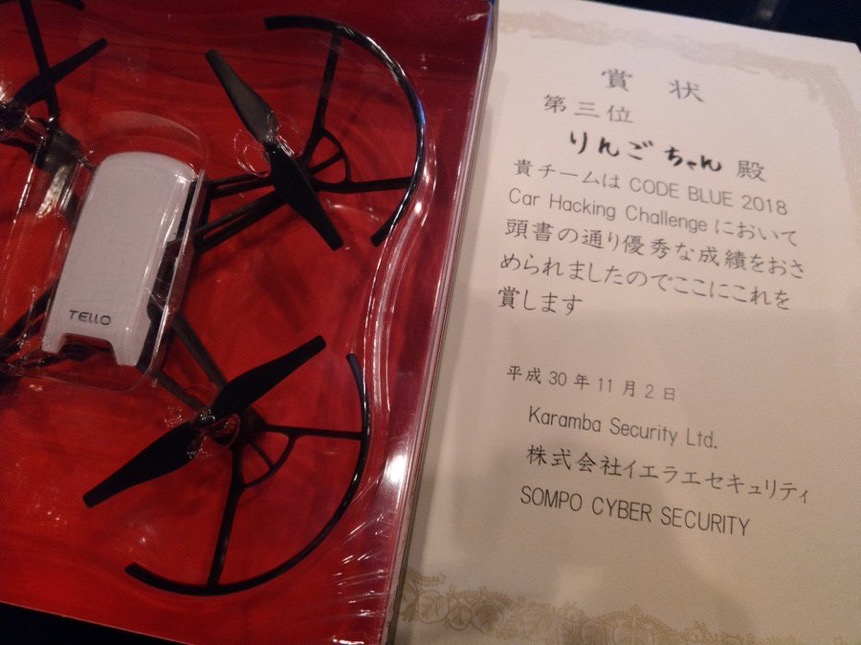 TELLO
賞 状
第三位
りんごちゃん 殿
貴チームは CODE BLUE 2018
Car Hacking Challenge において
頭書の通り優秀な成績をおさ
められましたのでここにこれを
賞します
平成 30 年 11 月 2 日
Karamba Security Ltd.
株式会社イエラエセキュリティ
SOMPO CYBER SECURITY